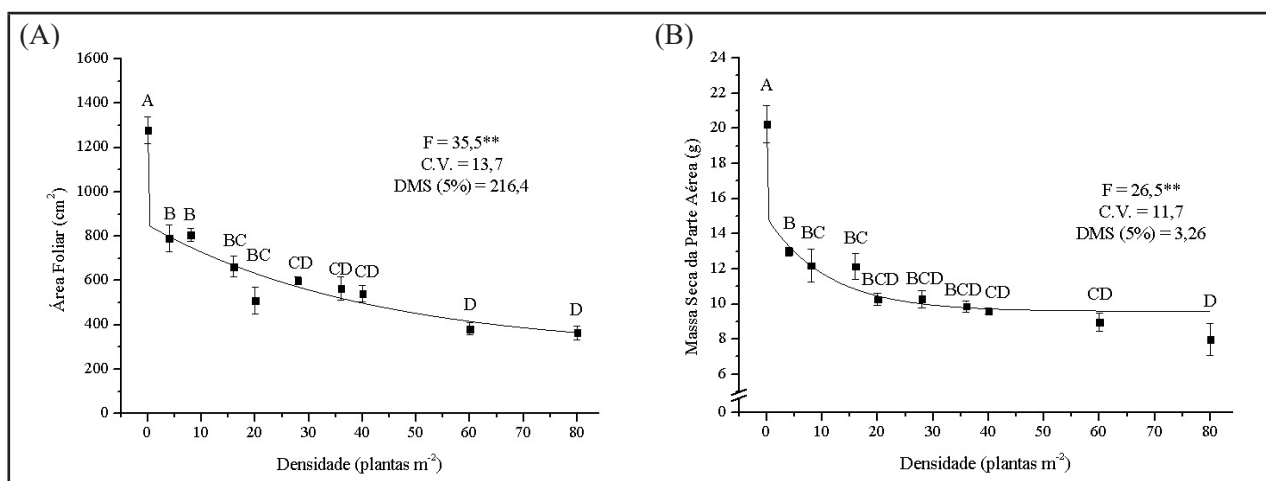 (A)
1600
1400
1200
1000
800
600
400
200
0
Área Foliar (cm²)
A
B B
BC
BC
CD
CD
CD
D
D
F = 35,5**
C.V. = 13,7
DMS (5%) = 216,4
0 10 20 30 40 50 60 70 80
Densidade (plantas m⁻²)
(B)
24
22
20
18
16
14
12
10
8
6
0
Massa Seca da Parte Aérea (g)
A
B
BC
BC
BCD
BCD
BCD
CD
CD
D
F = 26,5**
C.V. = 11,7
DMS (5%) = 3,26
0 10 20 30 40 50 60 70 80
Densidade (plantas m⁻²)